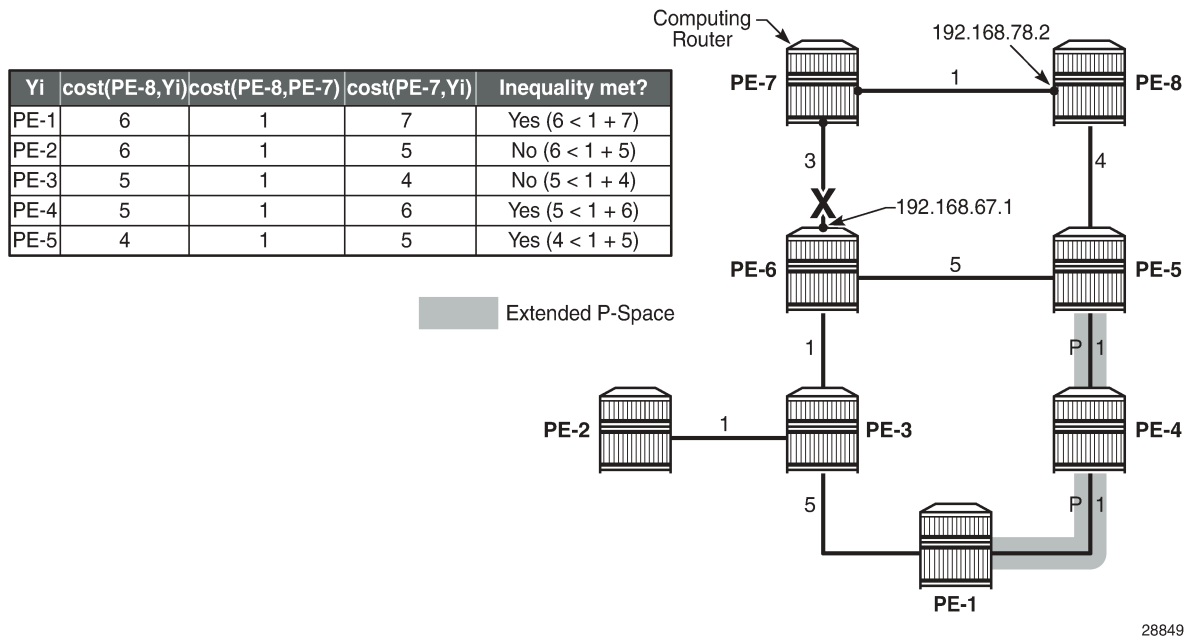 Yi cost(PE-8,Yi) cost(PE-8,PE-7) cost(PE-7,Yi) Inequality met?
PE-1 6 1 7 Yes (6 < 1 + 7)
PE-2 6 1 5 No (6 < 1 + 5)
PE-3 5 1 4 No (5 < 1 + 4)
PE-4 5 1 6 Yes (5 < 1 + 6)
PE-5 4 1 5 Yes (4 < 1 + 5)
Extended P-Space
Computing
Router
192.168.78.2
PE-7
1
PE-8
3
4
X
192.168.67.1
PE-6
5
PE-5
1
P 1
PE-2
1
PE-3
PE-4
5
P 1
PE-1
28849